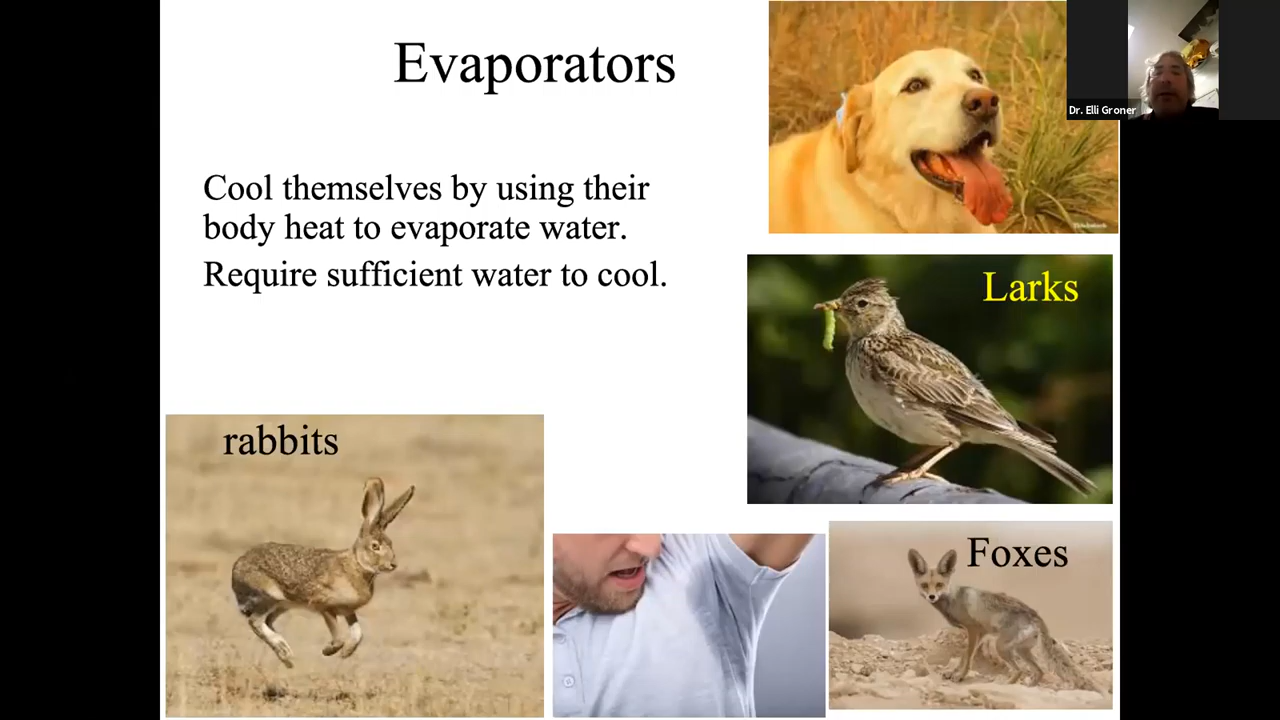 Evaporators
Dr. Elli Groner
Cool themselves by using their
body heat to evaporate water.
Require sufficient water to cool.
Larks
rabbits
Foxes